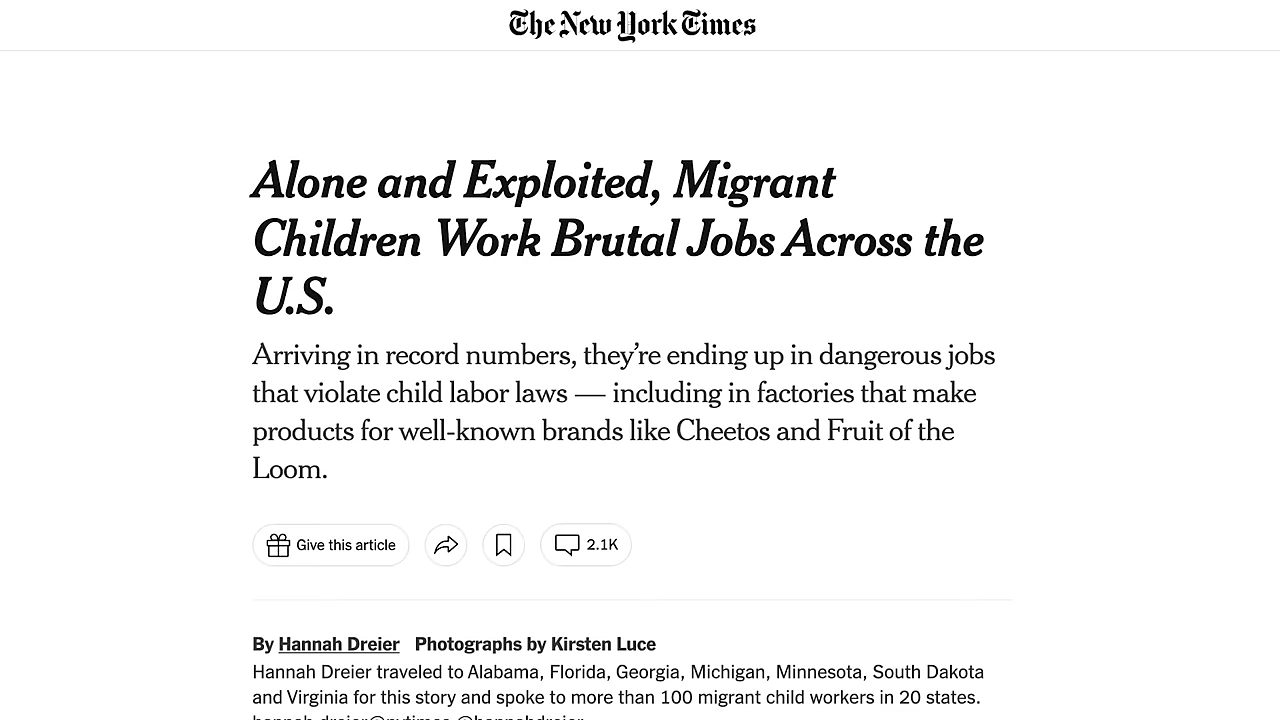 The New York Times
Alone and Exploited, Migrant
Children Work Brutal Jobs Across the
U.S.
Arriving in record numbers, they're ending up in dangerous jobs
that violate child labor laws — including in factories that make
products for well-known brands like Cheetos and Fruit of the
Loom.
Give this article 2.1K
By Hannah Dreier Photographs by Kirsten Luce
Hannah Dreier traveled to Alabama, Florida, Georgia, Michigan, Minnesota, South Dakota
and Virginia for this story and spoke to more than 100 migrant child workers in 20 states.